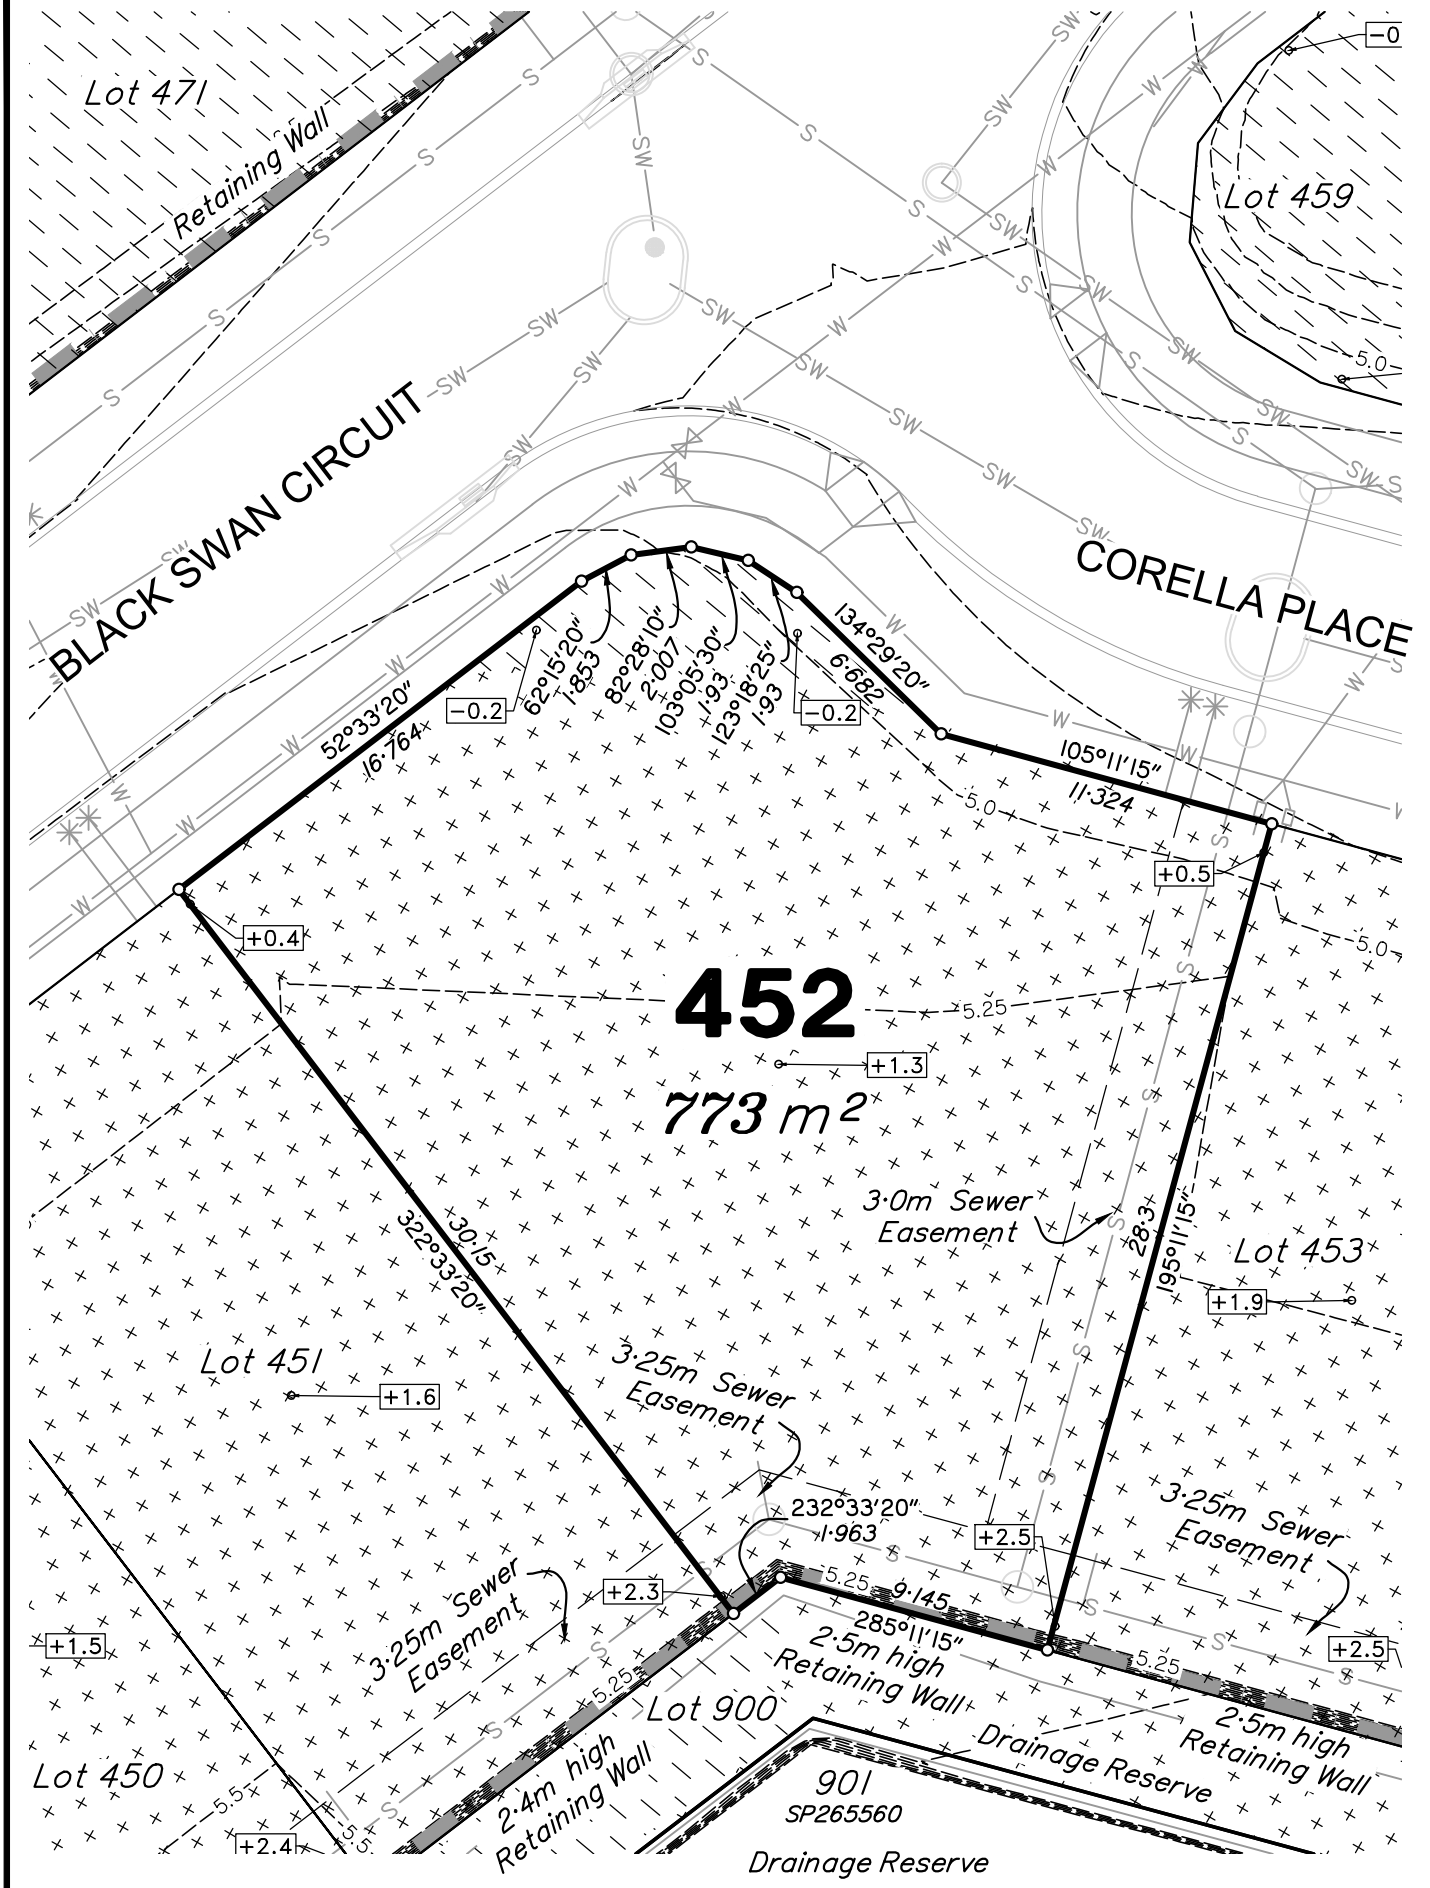 Lot 471
Retaining Wall
-0
Lot 459
5.0
BLACK SWAN CIRCUIT
CORELLA PLACE
S
SW
W
52°33'20"
16·764
-0.2
62°15'20"
1·853
82°28'10"
2·007
103°05'30"
1·93
123°18'25"
1·93
-0.2
134°29'20"
6·682
105°11'15"
11·324
5.0
+0.5
+0.4
5.0
452
5.25
+1.3
773 m²
3·0m Sewer
Easement
28·3
195°11'15"
Lot 453
+1.9
30·15
322°33'20"
Lot 451
+1.6
3·25m Sewer
Easement
232°33'20"
1·963
+2.5
3·25m Sewer
Easement
3·25m Sewer
Easement
+2.3
5.25
9·145
285°11'15"
2·5m high
Retaining Wall
+1.5
+2.5
5.25
5.25
Lot 900
2·5m high
Retaining Wall
Drainage Reserve
Lot 450
5.5
2·4m high
Retaining Wall
901
SP265560
+2.4
5.5
Drainage Reserve